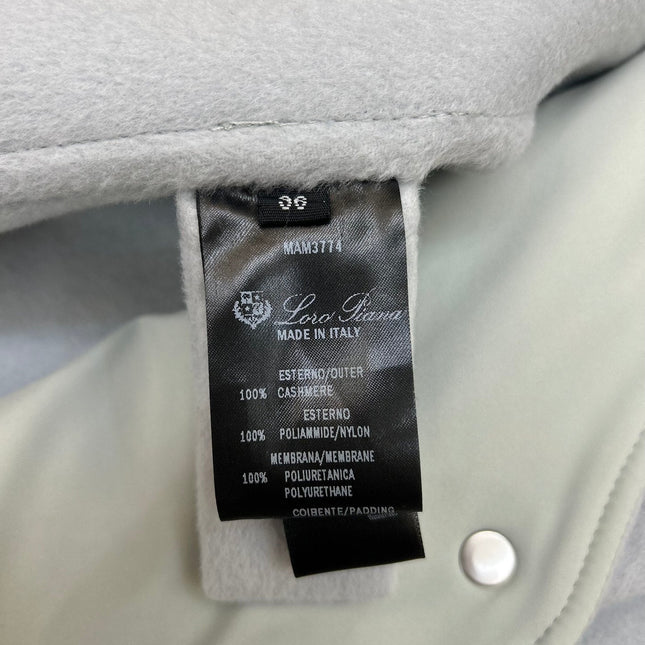 MAM3774
Loro Piana
MADE IN ITALY
ESTERNO/OUTER
100% CASHMERE
ESTERNO
100% POLIAMMIDE/NYLON
MEMBRANA/MEMBRANE
100% POLIURETANICA
POLYURETHANE
COIBENTE/PADDING